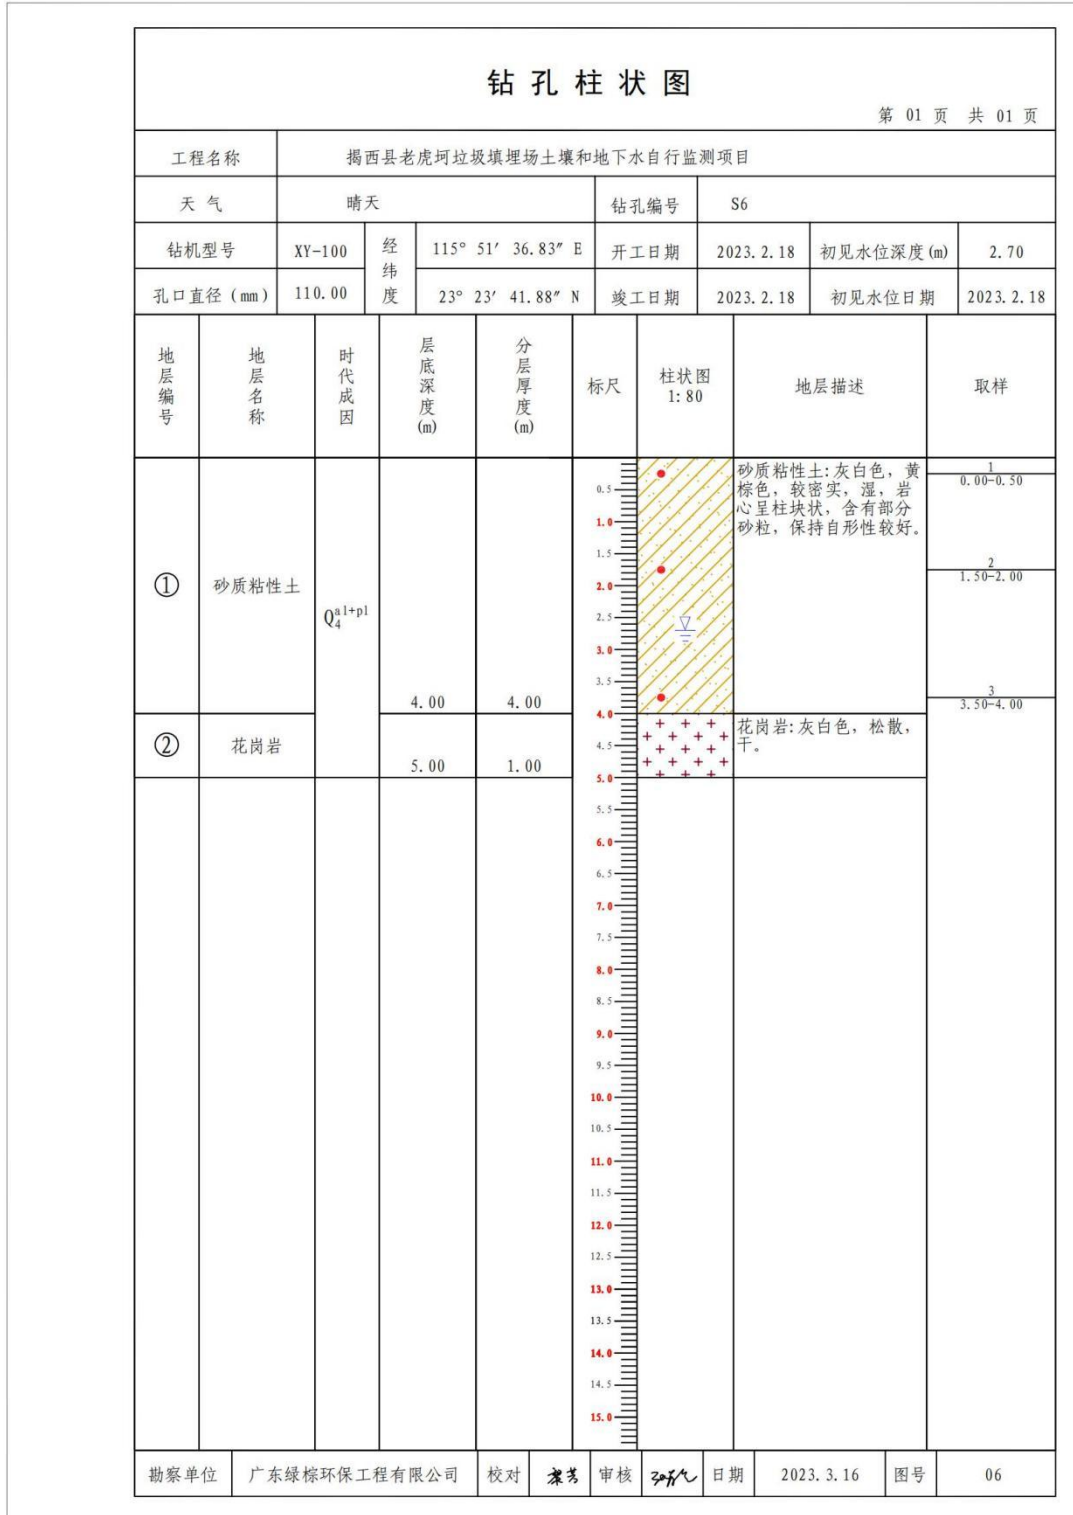 钻孔柱状图
第 01 页 共 01 页
工程名称 揭西县老虎坷垃圾填埋场土壤和地下水自行监测项目
天气 晴天 钻孔编号 S6
钻机型号 XY-100 经纬度 115° 51′ 36.83″ E 开工日期 2023.2.18 初见水位深度(m) 2.70
孔口直径(mm) 110.00 23° 23′ 41.88″ N 竣工日期 2023.2.18 初见水位日期 2023.2.18
地层编号 地层名称 时代成因 层底深度(m) 分层厚度(m) 标尺 柱状图 1:80 地层描述 取样
① 砂质粘性土 Q4al+pl 4.00 4.00
砂质粘性土:灰白色，黄
棕色，较密实，湿，岩
心呈柱块状，含有部分
砂粒，保持自形性较好。
1
0.00-0.50
2
1.50-2.00
3
3.50-4.00
② 花岗岩 5.00 1.00
花岗岩:灰白色，松散，
干。
0.5
1.0
1.5
2.0
2.5
3.0
3.5
4.0
4.5
5.0
5.5
6.0
6.5
7.0
7.5
8.0
8.5
9.0
9.5
10.0
10.5
11.0
11.5
12.0
12.5
13.0
13.5
14.0
14.5
15.0
勘察单位 广东绿棕环保工程有限公司 校对 审核 日期 2023.3.16 图号 06